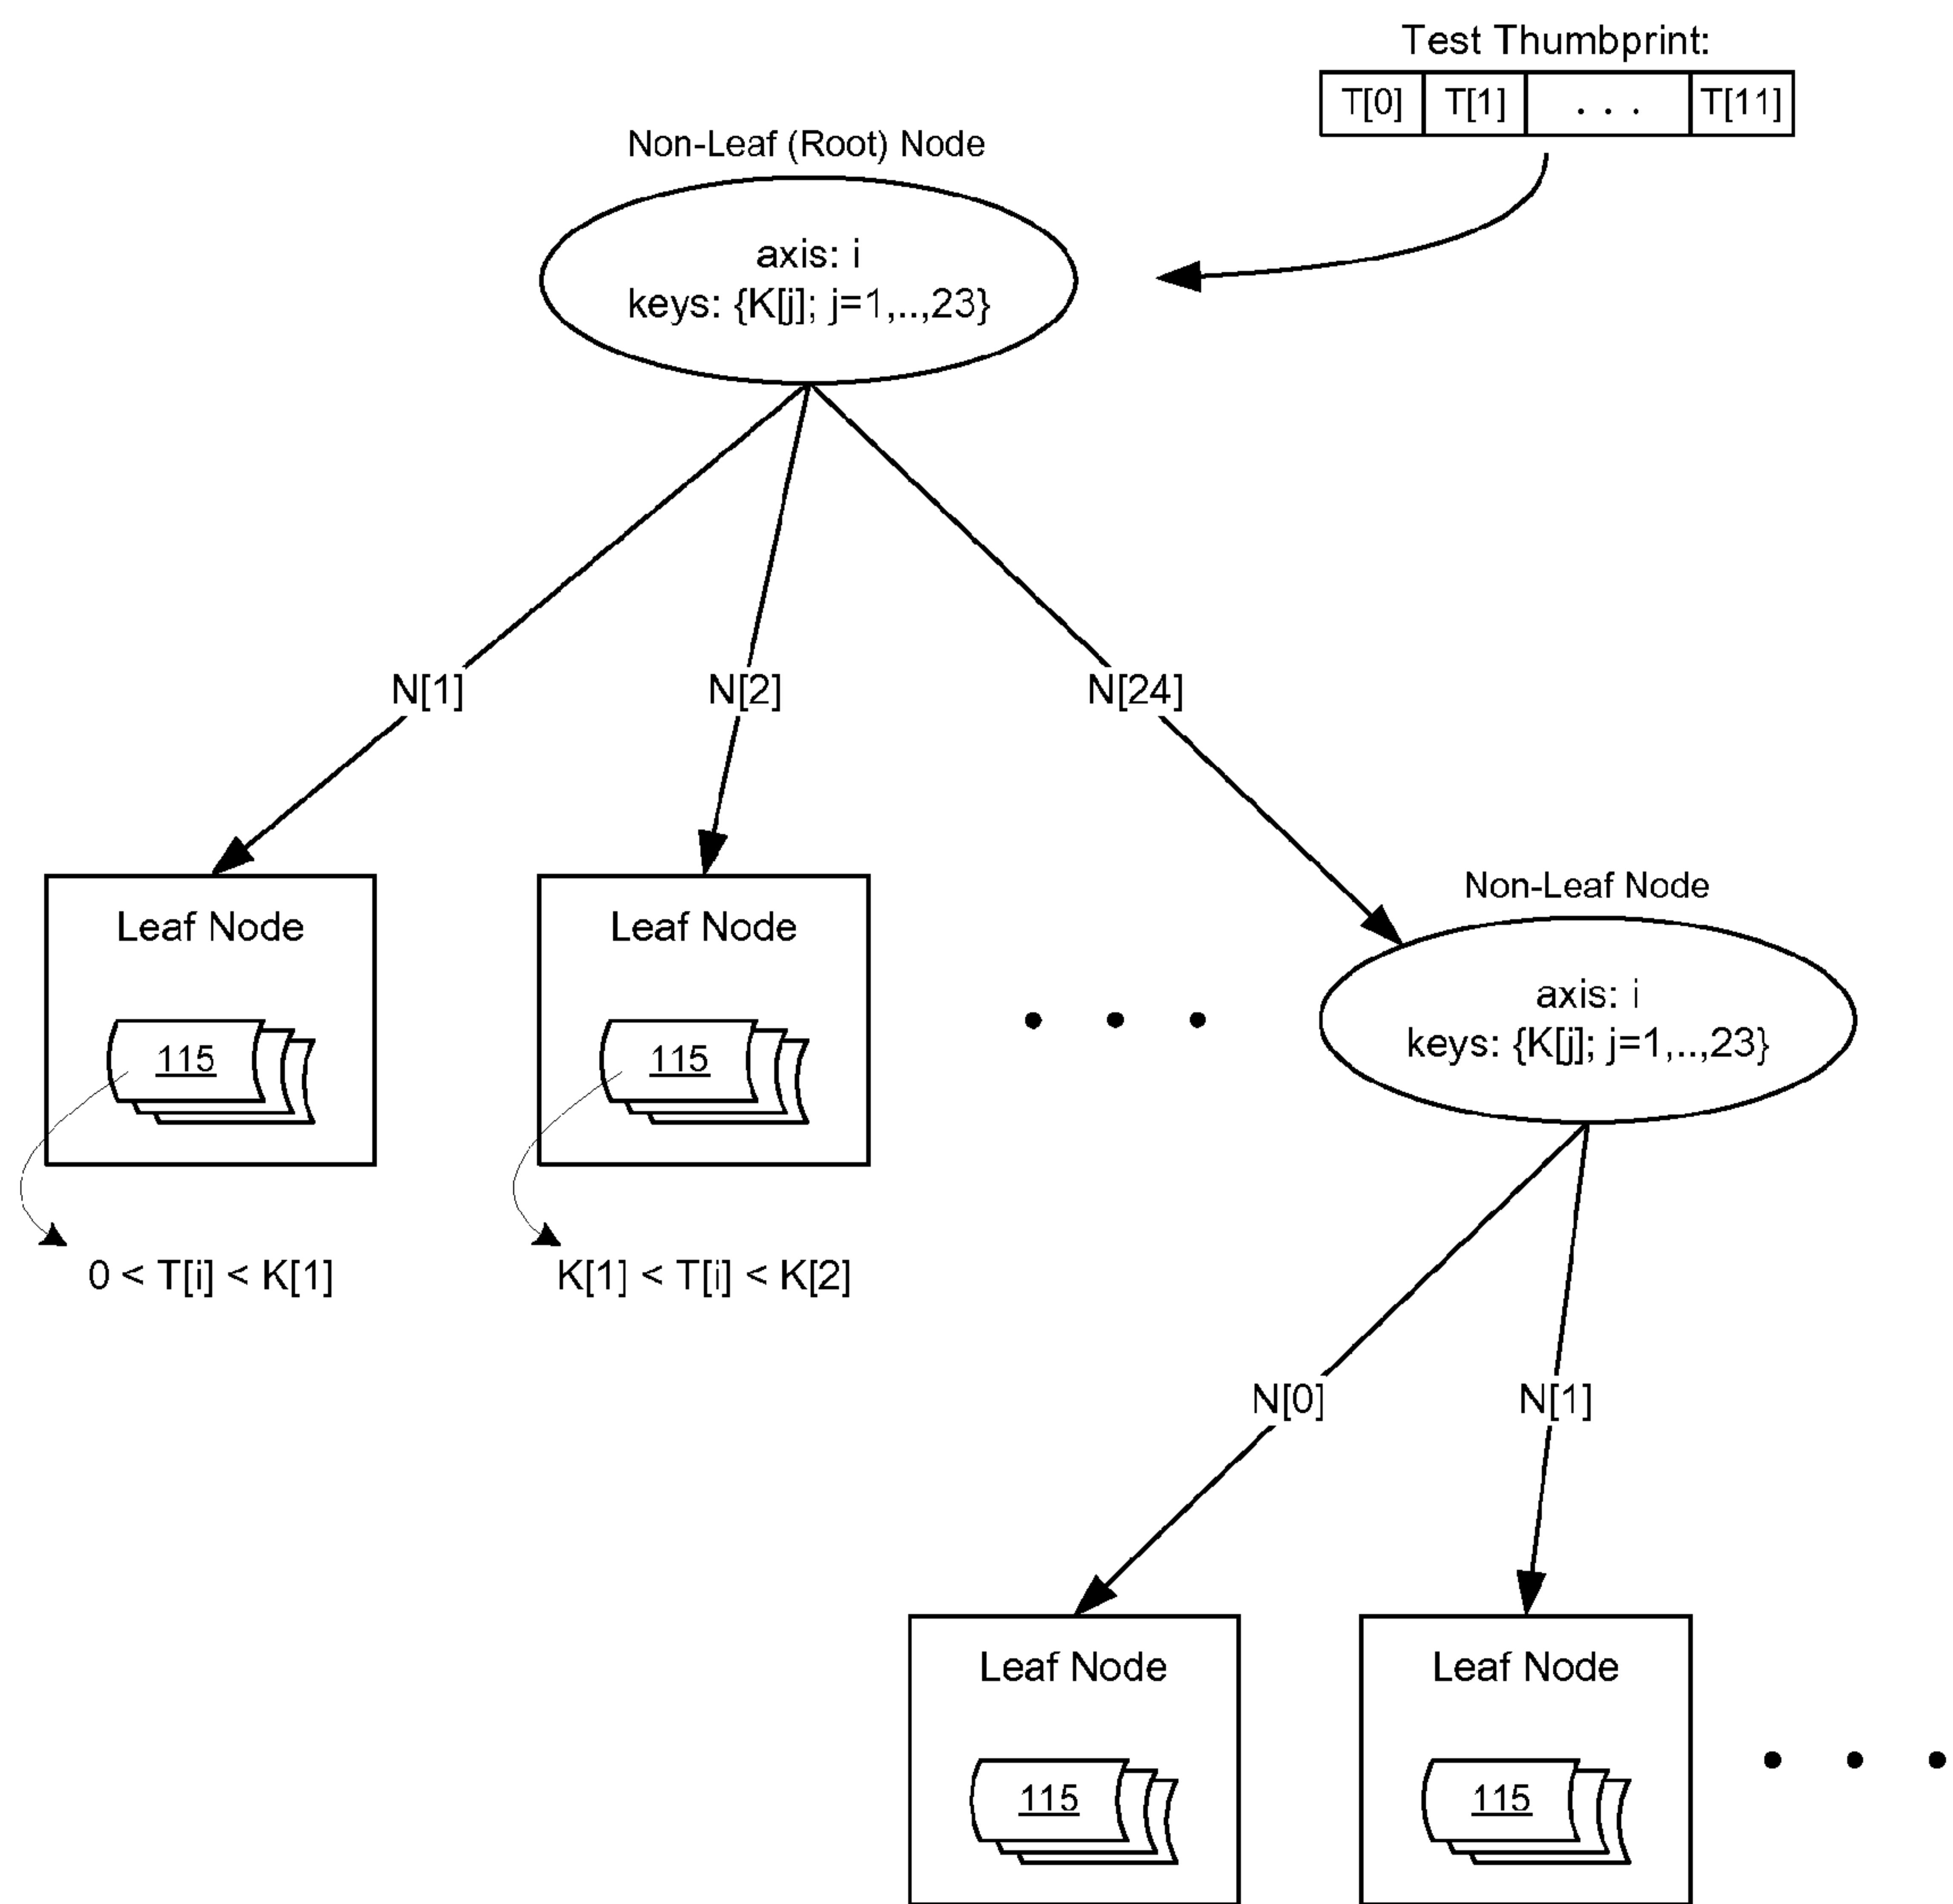 Test Thumbprint:
T[0] T[1] . . . T[11]
Non-Leaf (Root) Node
axis: i
keys: {K[j]; j=1,..,23}
N[1] N[2] N[24]
Non-Leaf Node
axis: i
keys: {K[j]; j=1,..,23}
Leaf Node
115
0 < T[i] < K[1]
Leaf Node
115
K[1] < T[i] < K[2]
N[0] N[1]
Leaf Node
115
Leaf Node
115